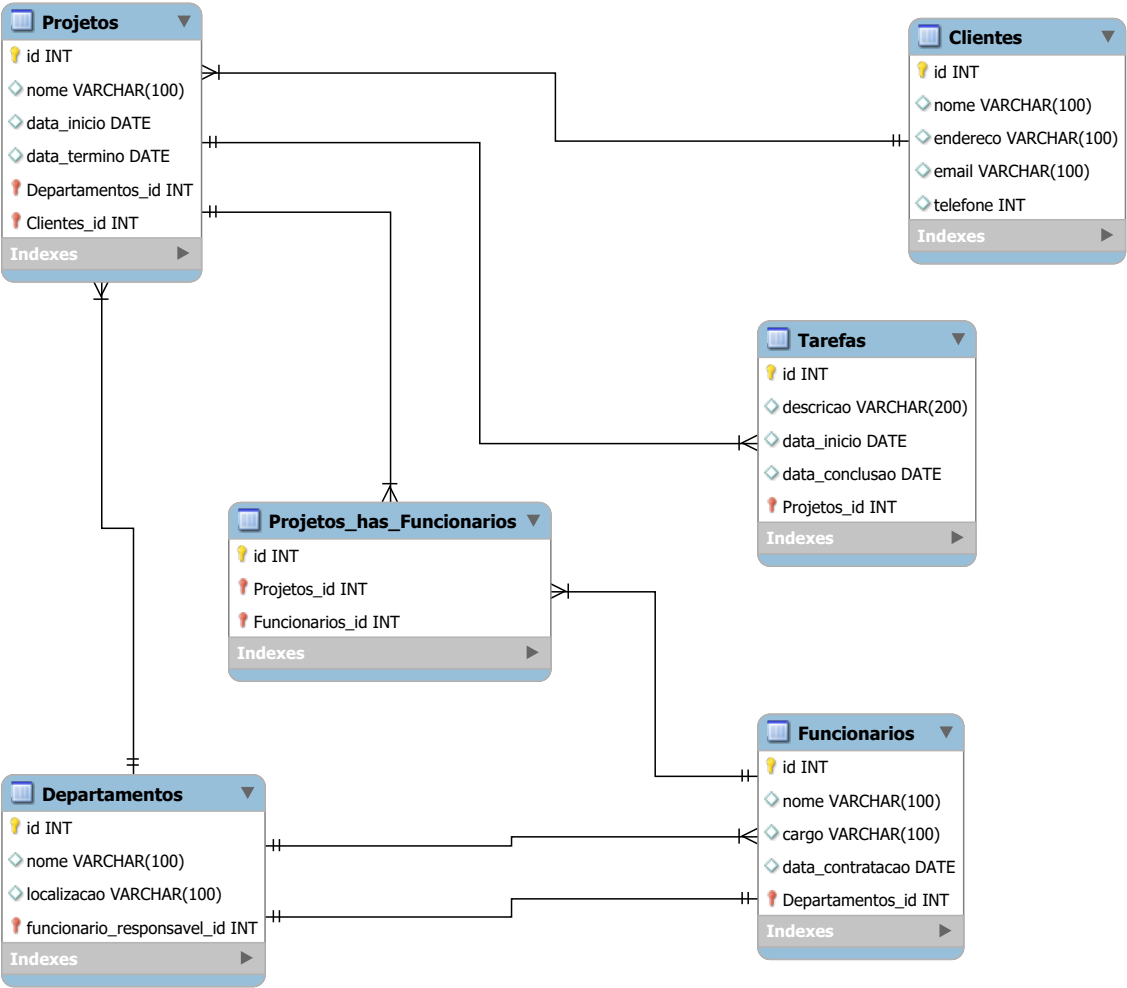 Projetos
id INT
nome VARCHAR(100)
data_inicio DATE
data_termino DATE
Departamentos_id INT
Clientes_id INT
Indexes
Clientes
id INT
nome VARCHAR(100)
endereco VARCHAR(100)
email VARCHAR(100)
telefone INT
Indexes
Tarefas
id INT
descricao VARCHAR(200)
data_inicio DATE
data_conclusao DATE
Projetos_id INT
Indexes
Projetos_has_Funcionarios
id INT
Projetos_id INT
Funcionarios_id INT
Indexes
Funcionarios
id INT
nome VARCHAR(100)
cargo VARCHAR(100)
data_contratacao DATE
Departamentos_id INT
Indexes
Departamentos
id INT
nome VARCHAR(100)
localizacao VARCHAR(100)
funcionario_responsavel_id INT
Indexes